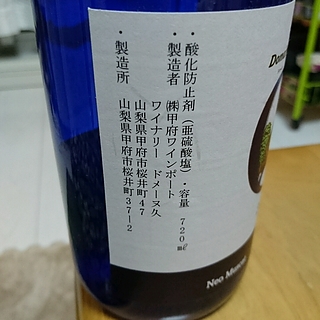 ・酸化防止剤（亜硫酸塩）・容量 720㎖
・製造者 ㈱甲府ワインポート
ワイナリー ドメーヌ久
山梨県甲府市桜井町47
・製造所 山梨県甲府市桜井町37-2
Neo Masca